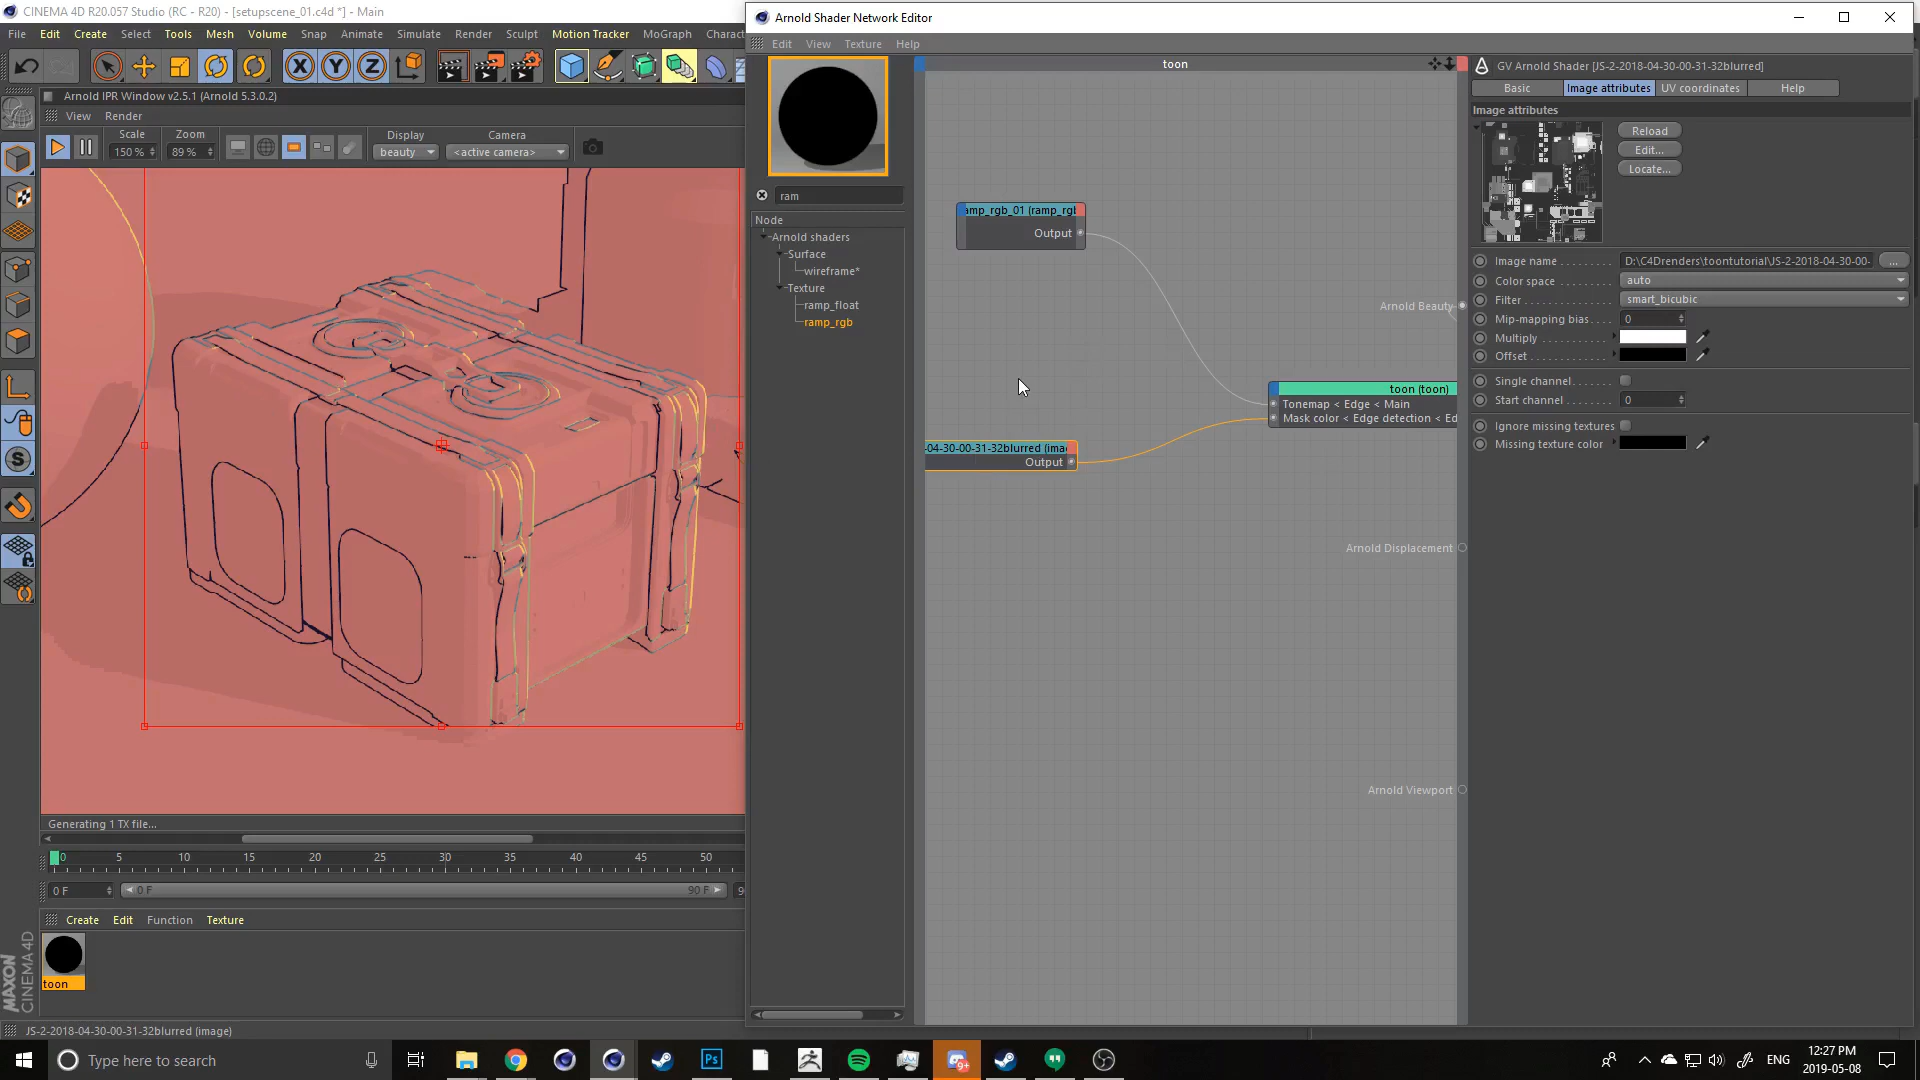 CINEMA 4D R20.057 Studio (RC - R20) - [setupscene_01.c4d *] - Main
File Edit Create Select Tools Mesh Volume Snap Animate Simulate Render Sculpt Motion Tracker MoGraph Charac
Arnold IPR Window v2.5.1 (Arnold 5.3.0.2)
View Render
Scale Zoom Display Camera
150 % 89 % beauty <active camera>
Generating 1 TX file...
0 5 10 15 20 25 30 35 40 45 50
0 F 0 F 90 F 9
Create Edit Function Texture
toon
MAXON CINEMA 4D
JS-2-2018-04-30-00-31-32blurred (image)
Arnold Shader Network Editor
Edit View Texture Help
ram
Node
Arnold shaders
Surface
wireframe*
Texture
ramp_float
ramp_rgb
toon
amp_rgb_01 (ramp_rgl
Output
Arnold Beauty
toon (toon)
Tonemap < Edge < Main
Mask color < Edge detection < Ed
-04-30-00-31-32blurred (ima
Output
Arnold Displacement
Arnold Viewport
GV Arnold Shader [JS-2-2018-04-30-00-31-32blurred]
Basic Image attributes UV coordinates Help
Image attributes
Reload
Edit...
Locate...
Image name . . . . . . . . . D:\C4Drenders\toontutorial\JS-2-2018-04-30-00- ...
Color space . . . . . . . . auto
Filter . . . . . . . . . . . . . . smart_bicubic
Mip-mapping bias. . . . 0
Multiply . . . . . . . . . . . .
Offset . . . . . . . . . . . . .
Single channel. . . . . . .
Start channel . . . . . . . 0
Ignore missing textures
Missing texture color
X Y Z
S
Type here to search
9+
ENG
12:27 PM
2019-05-08
Ps